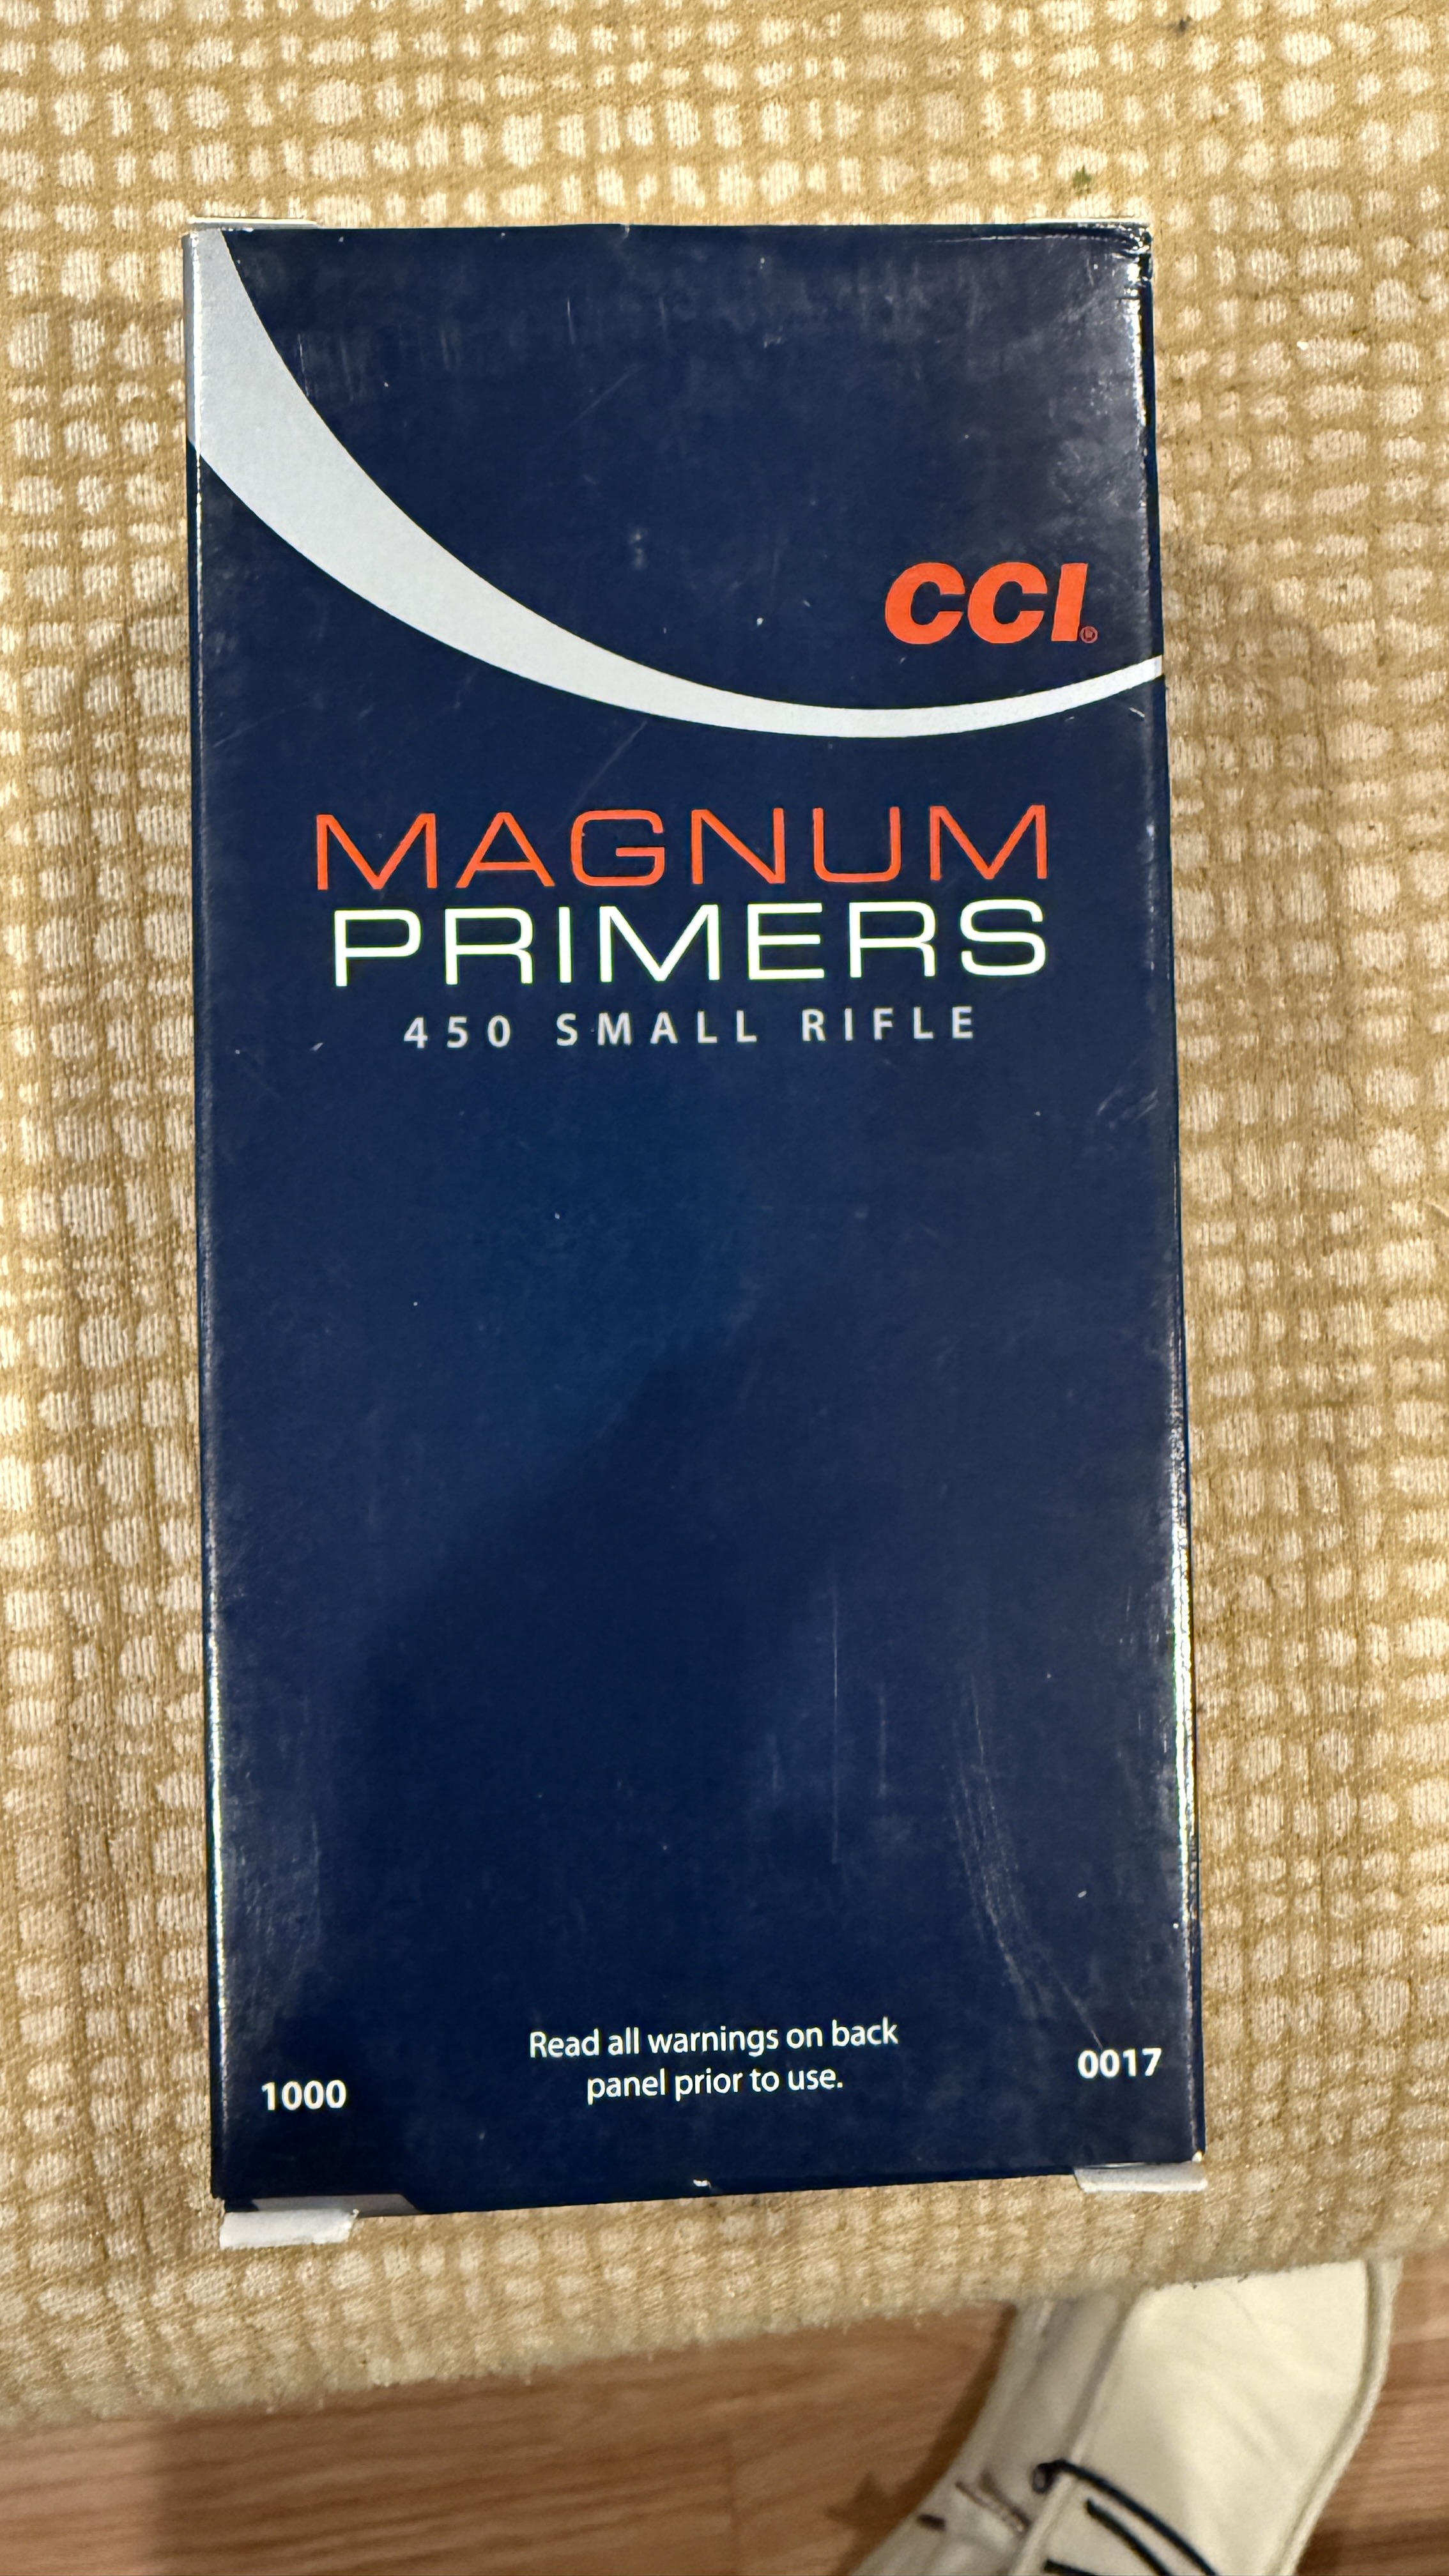 CCI®
MAGNUM
PRIMERS
450 SMALL RIFLE
Read all warnings on back
panel prior to use.
1000
0017